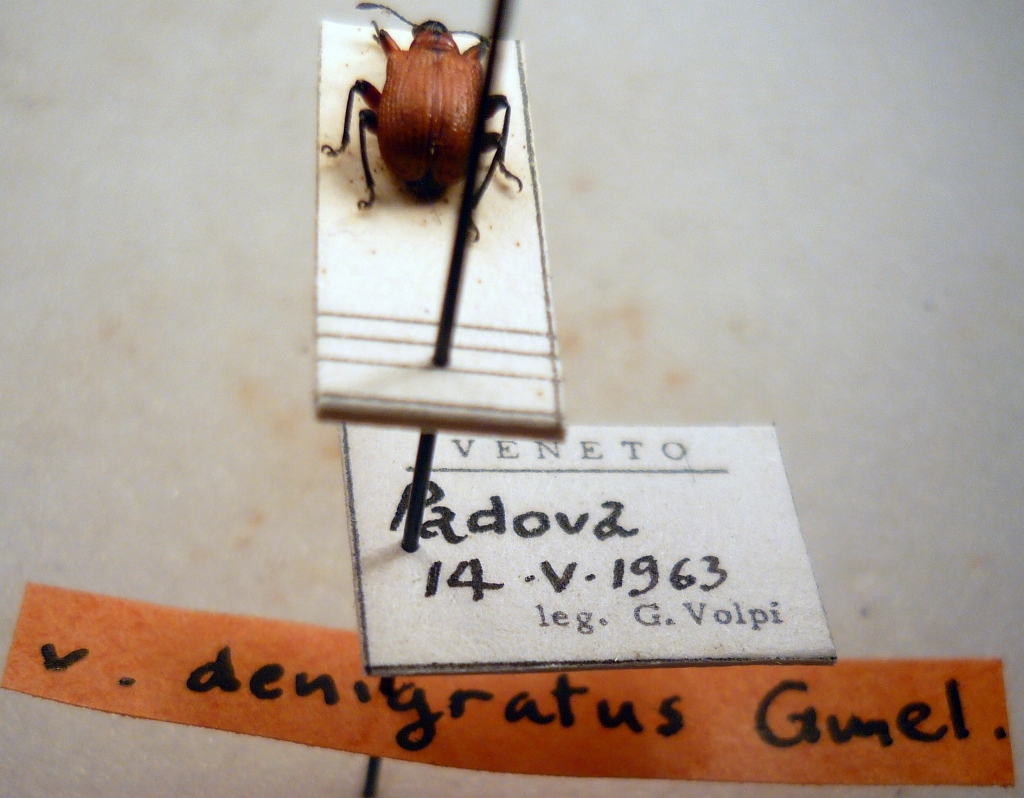 VENETO
Padova
14.V.1963
leg. G. Volpi
v. denigratus Gmel.